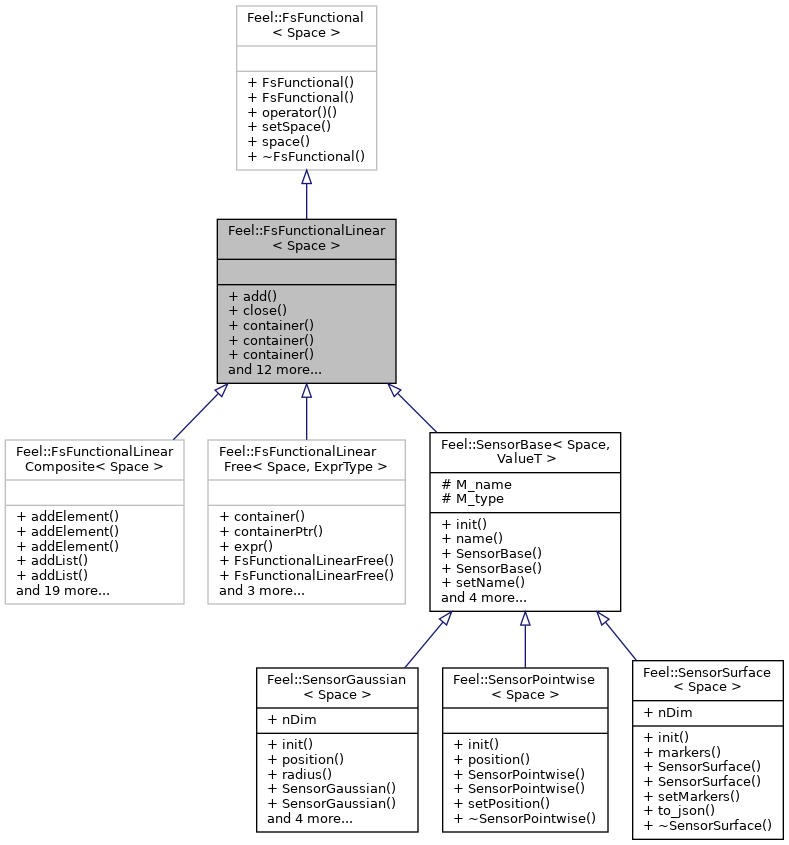 Feel::FsFunctional
< Space >
+ FsFunctional()
+ FsFunctional()
+ operator()()
+ setSpace()
+ space()
+ ~FsFunctional()
Feel::FsFunctionalLinear
< Space >
+ add()
+ close()
+ container()
+ container()
+ container()
and 12 more...
Feel::FsFunctionalLinear
Composite< Space >
+ addElement()
+ addElement()
+ addElement()
+ addList()
+ addList()
and 19 more...
Feel::FsFunctionalLinear
Free< Space, ExprType >
+ container()
+ containerPtr()
+ expr()
+ FsFunctionalLinearFree()
+ FsFunctionalLinearFree()
and 3 more...
Feel::SensorBase< Space,
ValueT >
# M_name
# M_type
+ init()
+ name()
+ SensorBase()
+ SensorBase()
+ setName()
and 4 more...
Feel::SensorGaussian
< Space >
+ nDim
+ init()
+ position()
+ radius()
+ SensorGaussian()
+ SensorGaussian()
and 4 more...
Feel::SensorPointwise
< Space >
+ init()
+ position()
+ SensorPointwise()
+ SensorPointwise()
+ setPosition()
+ ~SensorPointwise()
Feel::SensorSurface
< Space >
+ nDim
+ init()
+ markers()
+ SensorSurface()
+ SensorSurface()
+ setMarkers()
+ to_json()
+ ~SensorSurface()